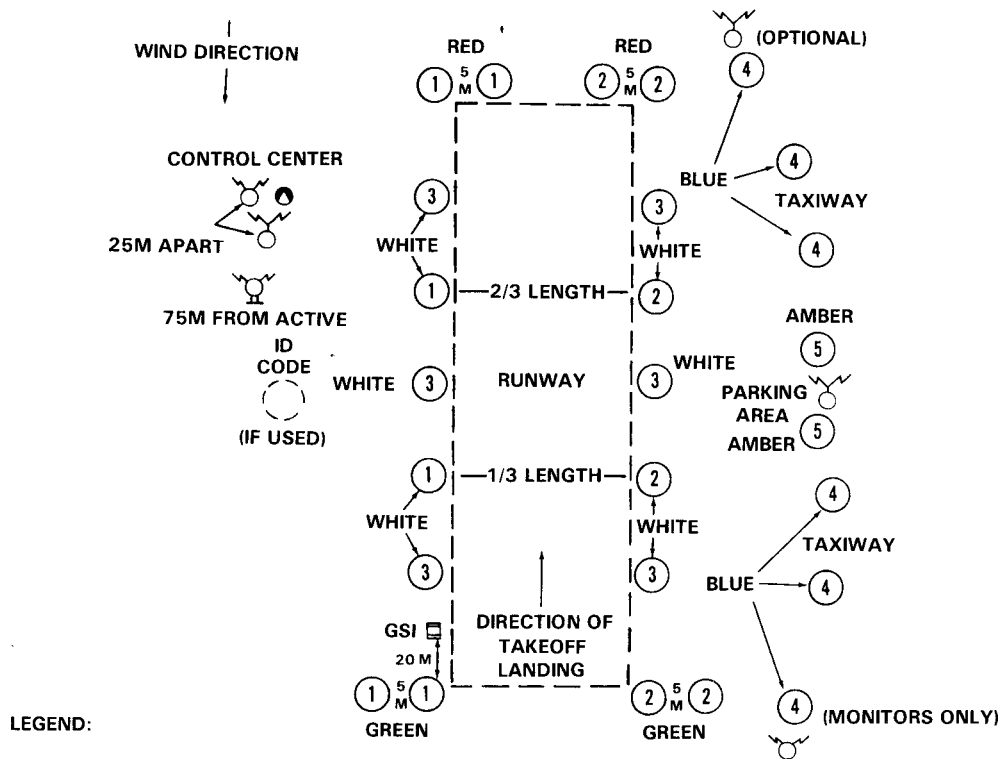 WIND DIRECTION
RED
RED
(OPTIONAL)
1 5 M 1
2 5 M 2
4
CONTROL CENTER
4
BLUE
TAXIWAY
3
3
25M APART
WHITE
WHITE
4
1
2/3 LENGTH
2
75M FROM ACTIVE
AMBER
ID
CODE
5
WHITE
3
RUNWAY
3
WHITE
PARKING
AREA
(IF USED)
AMBER
5
1
1/3 LENGTH
2
4
WHITE
WHITE
TAXIWAY
3
3
BLUE
4
GSI
20 M
DIRECTION OF
TAKEOFF
LANDING
1 5 M 1
2 5 M 2
4
(MONITORS ONLY)
LEGEND:
GREEN
GREEN